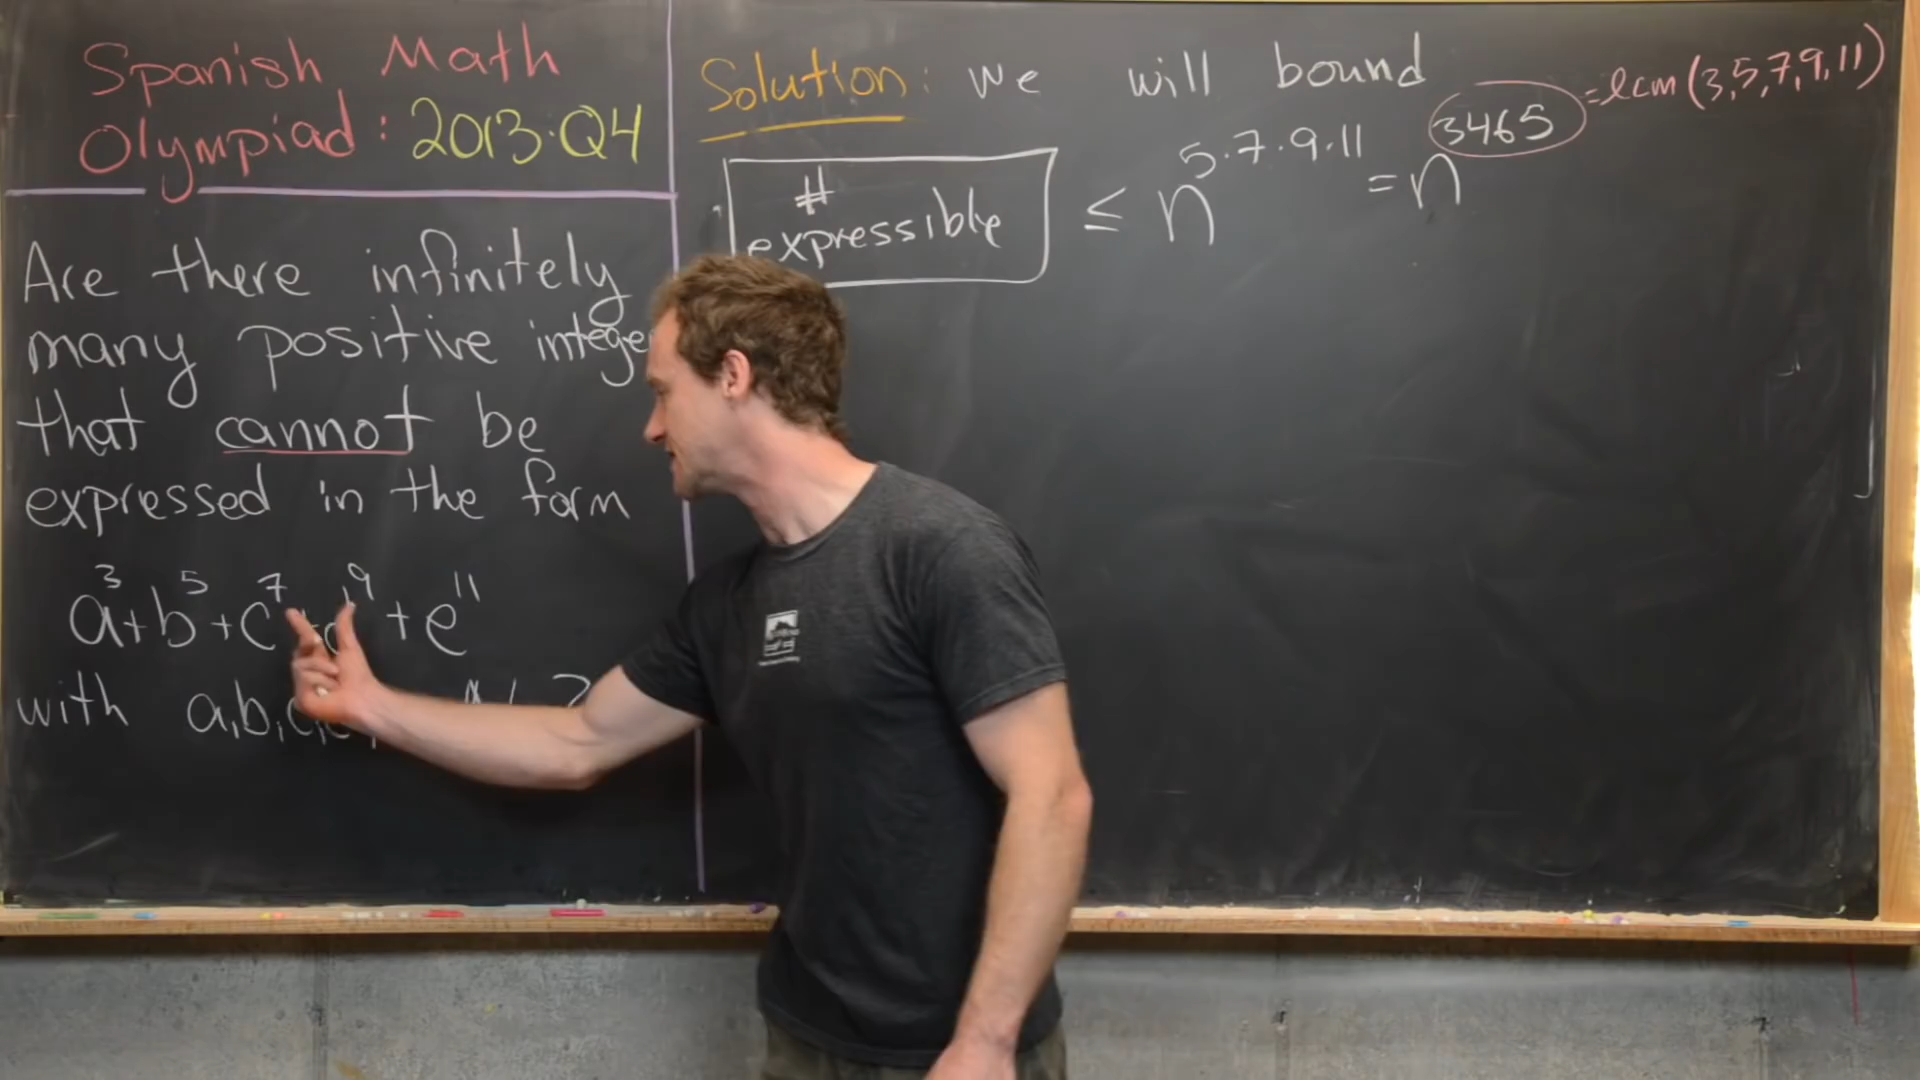 Spanish Math
Olympiad: 2013·Q4
Are there infinitely
many positive intege
that cannot be
expressed in the form
a³+b⁵+c⁷+d⁹+e¹¹
with a,b,c,d,
Solution: We will bound
# expressible ≤ n^(5·7·9·11) = n^(3465)
=lcm(3,5,7,9,11)